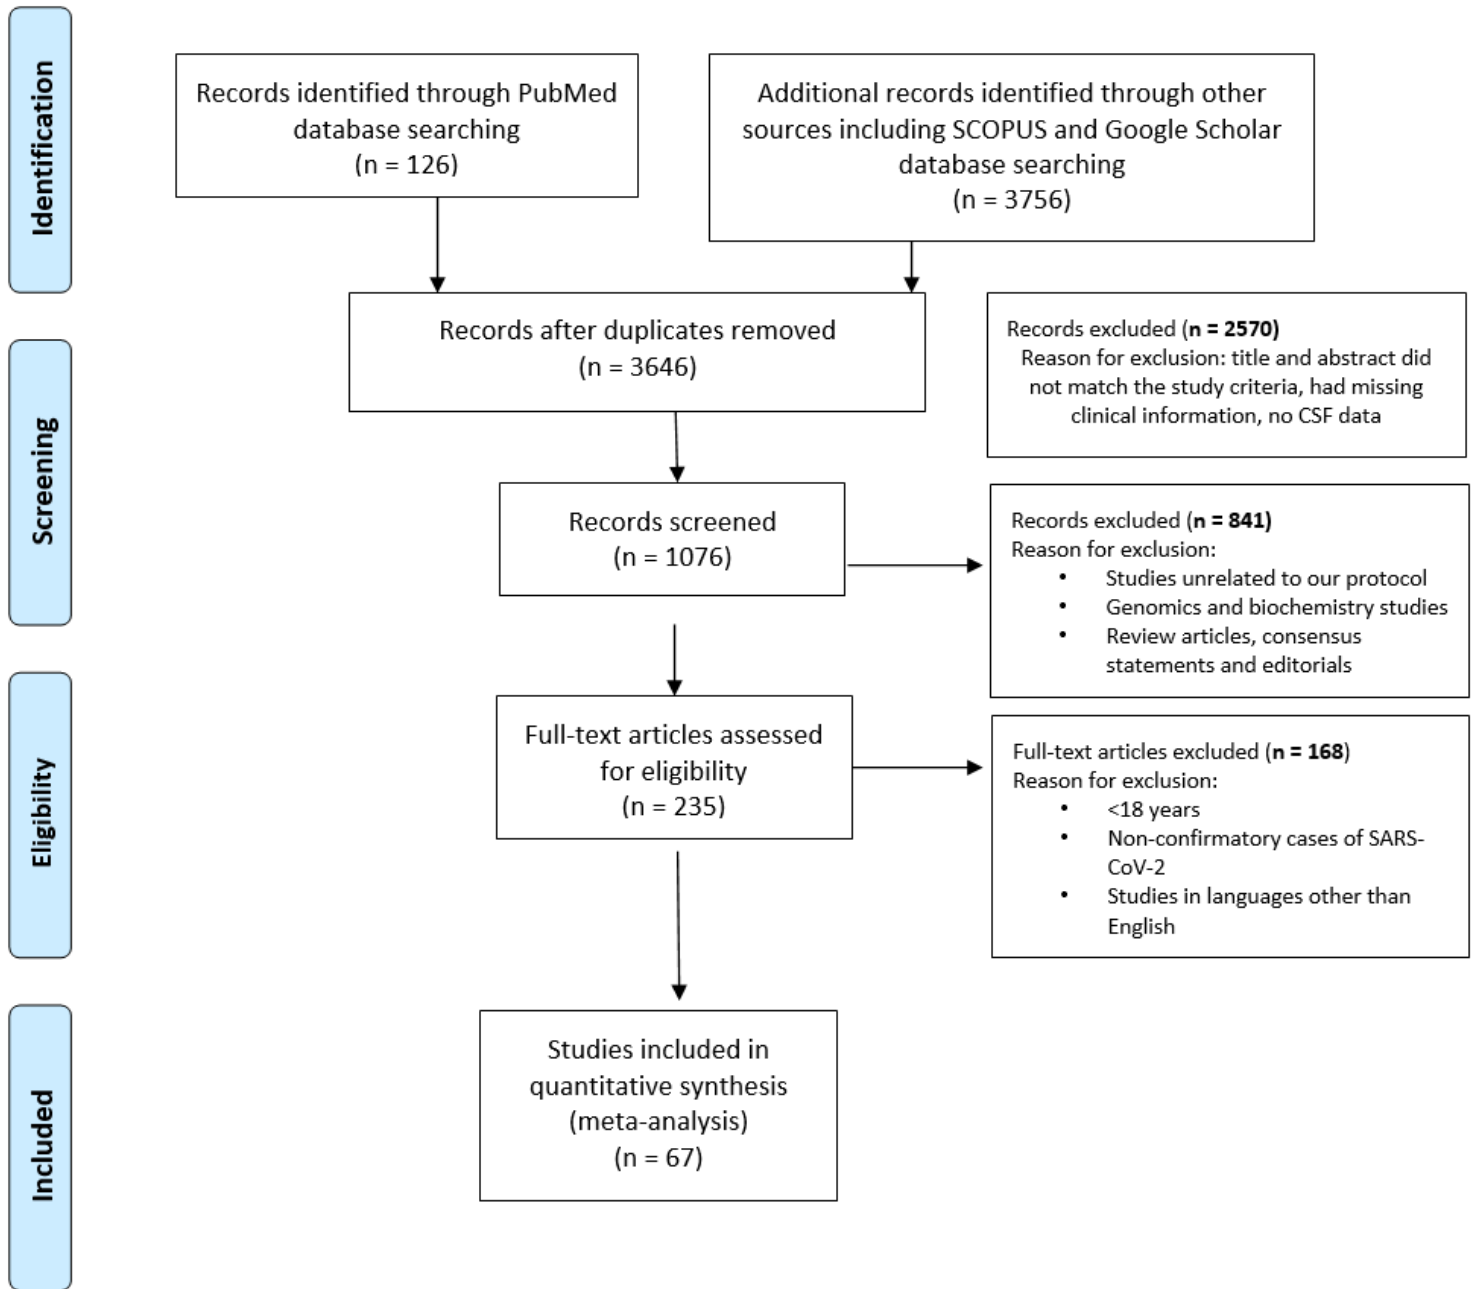 Identification
Records identified through PubMed
database searching
(n = 126)
Additional records identified through other
sources including SCOPUS and Google Scholar
database searching
(n = 3756)
Records after duplicates removed
(n = 3646)
Records excluded (n = 2570)
Reason for exclusion: title and abstract did
not match the study criteria, had missing
clinical information, no CSF data
Screening
Records screened
(n = 1076)
Records excluded (n = 841)
Reason for exclusion:
• Studies unrelated to our protocol
• Genomics and biochemistry studies
• Review articles, consensus
statements and editorials
Eligibility
Full-text articles assessed
for eligibility
(n = 235)
Full-text articles excluded (n = 168)
Reason for exclusion:
• <18 years
• Non-confirmatory cases of SARS-
CoV-2
• Studies in languages other than
English
Included
Studies included in
quantitative synthesis
(meta-analysis)
(n = 67)